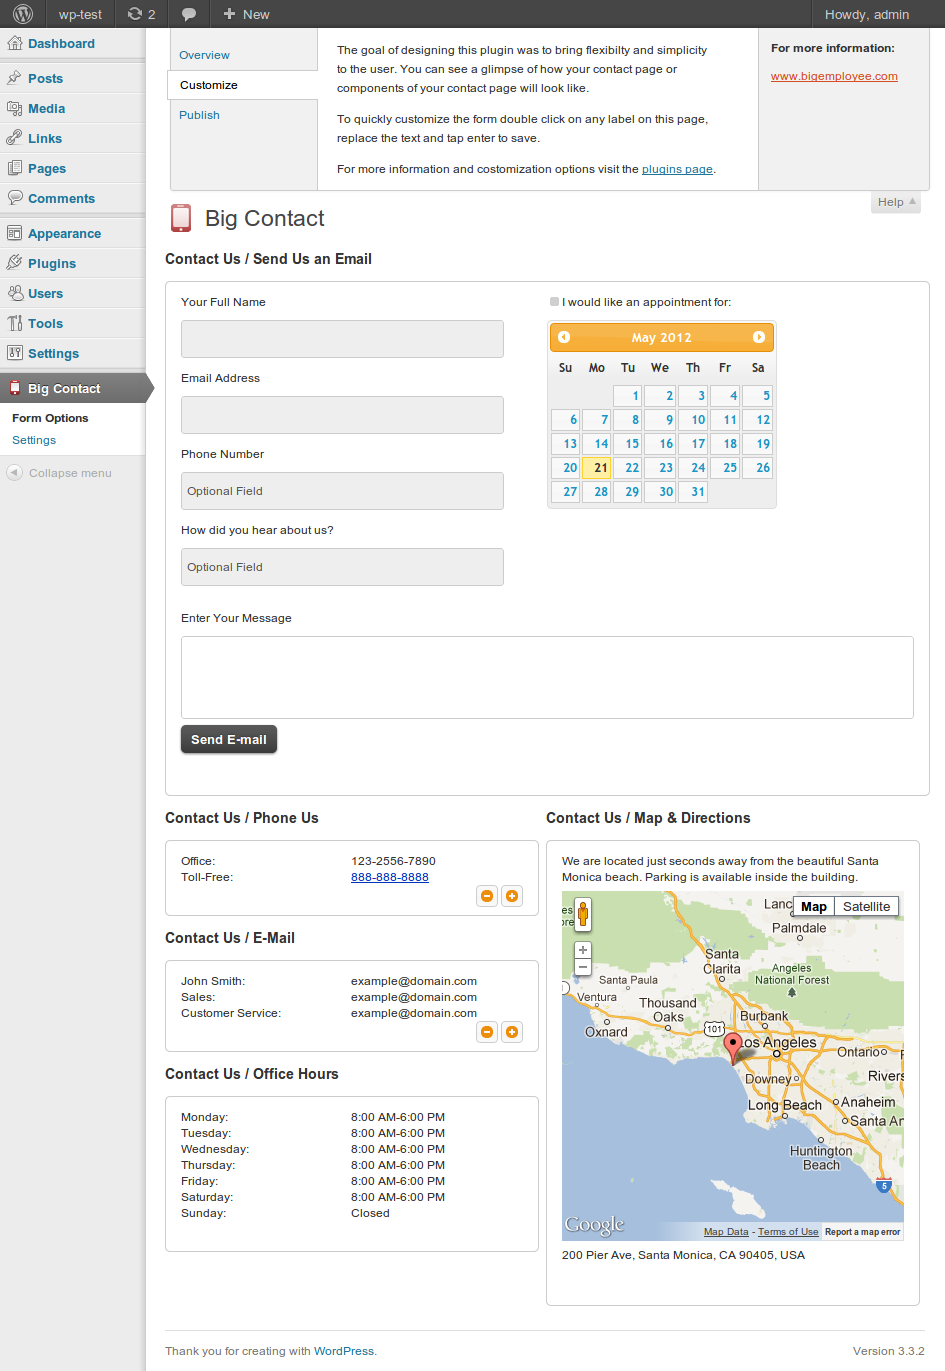 wp-test 2 New Howdy, admin
Dashboard
Posts
Media
Links
Pages
Comments
Appearance
Plugins
Users
Tools
Settings
Big Contact
Form Options
Settings
Collapse menu
Overview
Customize
Publish
The goal of designing this plugin was to bring flexibilty and simplicity
to the user. You can see a glimpse of how your contact page or
components of your contact page will look like.
To quickly customize the form double click on any label on this page,
replace the text and tap enter to save.
For more information and costomization options visit the plugins page.
For more information:
www.bigemployee.com
Help
Big Contact
Contact Us / Send Us an Email
Your Full Name
Email Address
Phone Number
Optional Field
How did you hear about us?
Optional Field
I would like an appointment for:
May 2012
Su Mo Tu We Th Fr Sa
1 2 3 4 5
6 7 8 9 10 11 12
13 14 15 16 17 18 19
20 21 22 23 24 25 26
27 28 29 30 31
Enter Your Message
Send E-mail
Contact Us / Phone Us
Office: 123-2556-7890
Toll-Free: 888-888-8888
Contact Us / E-Mail
John Smith: example@domain.com
Sales: example@domain.com
Customer Service: example@domain.com
Contact Us / Office Hours
Monday: 8:00 AM-6:00 PM
Tuesday: 8:00 AM-6:00 PM
Wednesday: 8:00 AM-6:00 PM
Thursday: 8:00 AM-6:00 PM
Friday: 8:00 AM-6:00 PM
Saturday: 8:00 AM-6:00 PM
Sunday: Closed
Contact Us / Map & Directions
We are located just seconds away from the beautiful Santa
Monica beach. Parking is available inside the building.
Lanc
Map Satellite
Palmdale
Santa
Clarita
Angeles
National Forest
Santa Paula
Ventura
Thousand
Oaks
Oxnard
101
Burbank
Los Angeles
Ontario
Downey
Rivers
Long Beach
Anaheim
Santa An
Huntington
Beach
5
Google
Map Data - Terms of Use Report a map error
200 Pier Ave, Santa Monica, CA 90405, USA
Thank you for creating with WordPress.
Version 3.3.2